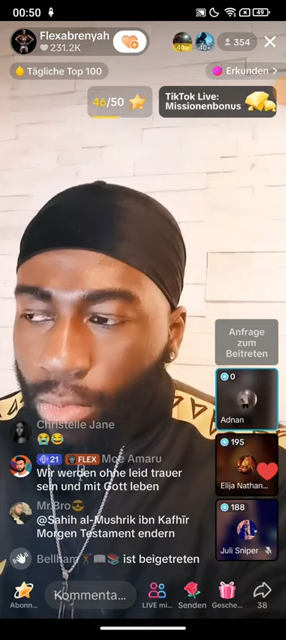 00:50
49
Flexabrenyah
231.2K
40+
354
Tägliche Top 100
Erkunden >
46/50
TikTok Live:
Missionenbonus
Anfrage
zum
Beitreten
0
Adnan
195
Elija Nathan...
188
Juli Sniper
Christelle Jane
😭😂
21 FLEX Moe Amaru
Wir werden ohne leid trauer
sein und mit Gott leben
Mr.Bro😎
@Sahih al-Mushrik ibn Kafhïr
Morgen Testament endern
ist beigetreten
Abonn...
Kommenta...
LIVE mi...
Senden
Gesche...
38